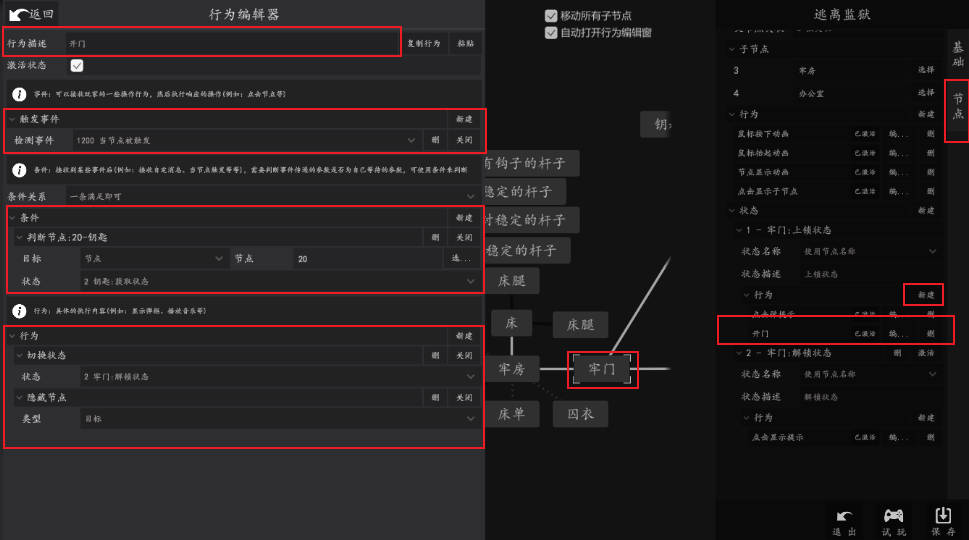 返回
行为编辑器
行为描述 开门 复制行为 粘贴
激活状态
事件: 可以接收玩家的一些操作行为, 然后执行响应的操作(例如: 点击节点等)
触发事件 新建
检测事件 1200 当节点被触发 删 关闭
条件: 接收到某些事件后(例如: 接收自定消息, 当节点触发等等), 需要判断事件传递的参数是否为自己等待的参数, 可使用条件来判断
条件关系 一条满足即可
条件 新建
判断节点:20-钥匙 删 关闭
目标 节点 节点 20 选...
状态 2 钥匙:获取状态
行为: 具体的执行内容(例如: 显示弹框, 播放音乐等)
行为 新建
切换状态 删 关闭
状态 2 牢门:解锁状态
隐藏节点 删 关闭
类型 目标
移动所有子节点
自动打开行为编辑窗
有钩子的杆子
稳定的杆子
对稳定的杆子
稳定的杆子
床腿
床
床腿
牢房
牢门
床单
囚衣
逃离监狱
子节点
3 牢房 选择
4 办公室 选择
行为 新建
鼠标按下动画 已激活 编... 删
鼠标抬起动画 已激活 编... 删
节点显示动画 已激活 编... 删
点击显示子节点 已激活 编... 删
状态 新建
1 - 牢门:上锁状态
状态名称 使用节点名称
状态描述 上锁状态
行为 新建
开门 已激活 编... 删
2 - 牢门:解锁状态 删 激活
状态名称 使用节点名称
状态描述 解锁状态
行为 新建
点击显示提示 已激活 编... 删
基础
节点
退出
试玩
保存